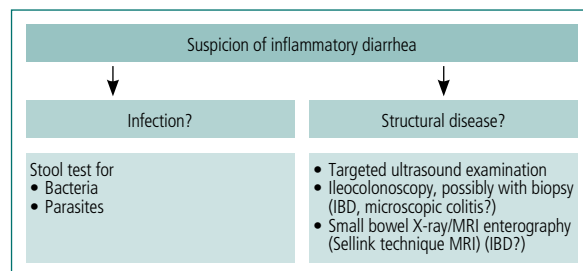 Suspicion of inflammatory diarrhea
Infection?
Stool test for
• Bacteria
• Parasites
Structural disease?
• Targeted ultrasound examination
• Ileocolonoscopy, possibly with biopsy
(IBD, microscopic colitis?)
• Small bowel X-ray/MRI enterography
(Sellink technique MRI) (IBD?)